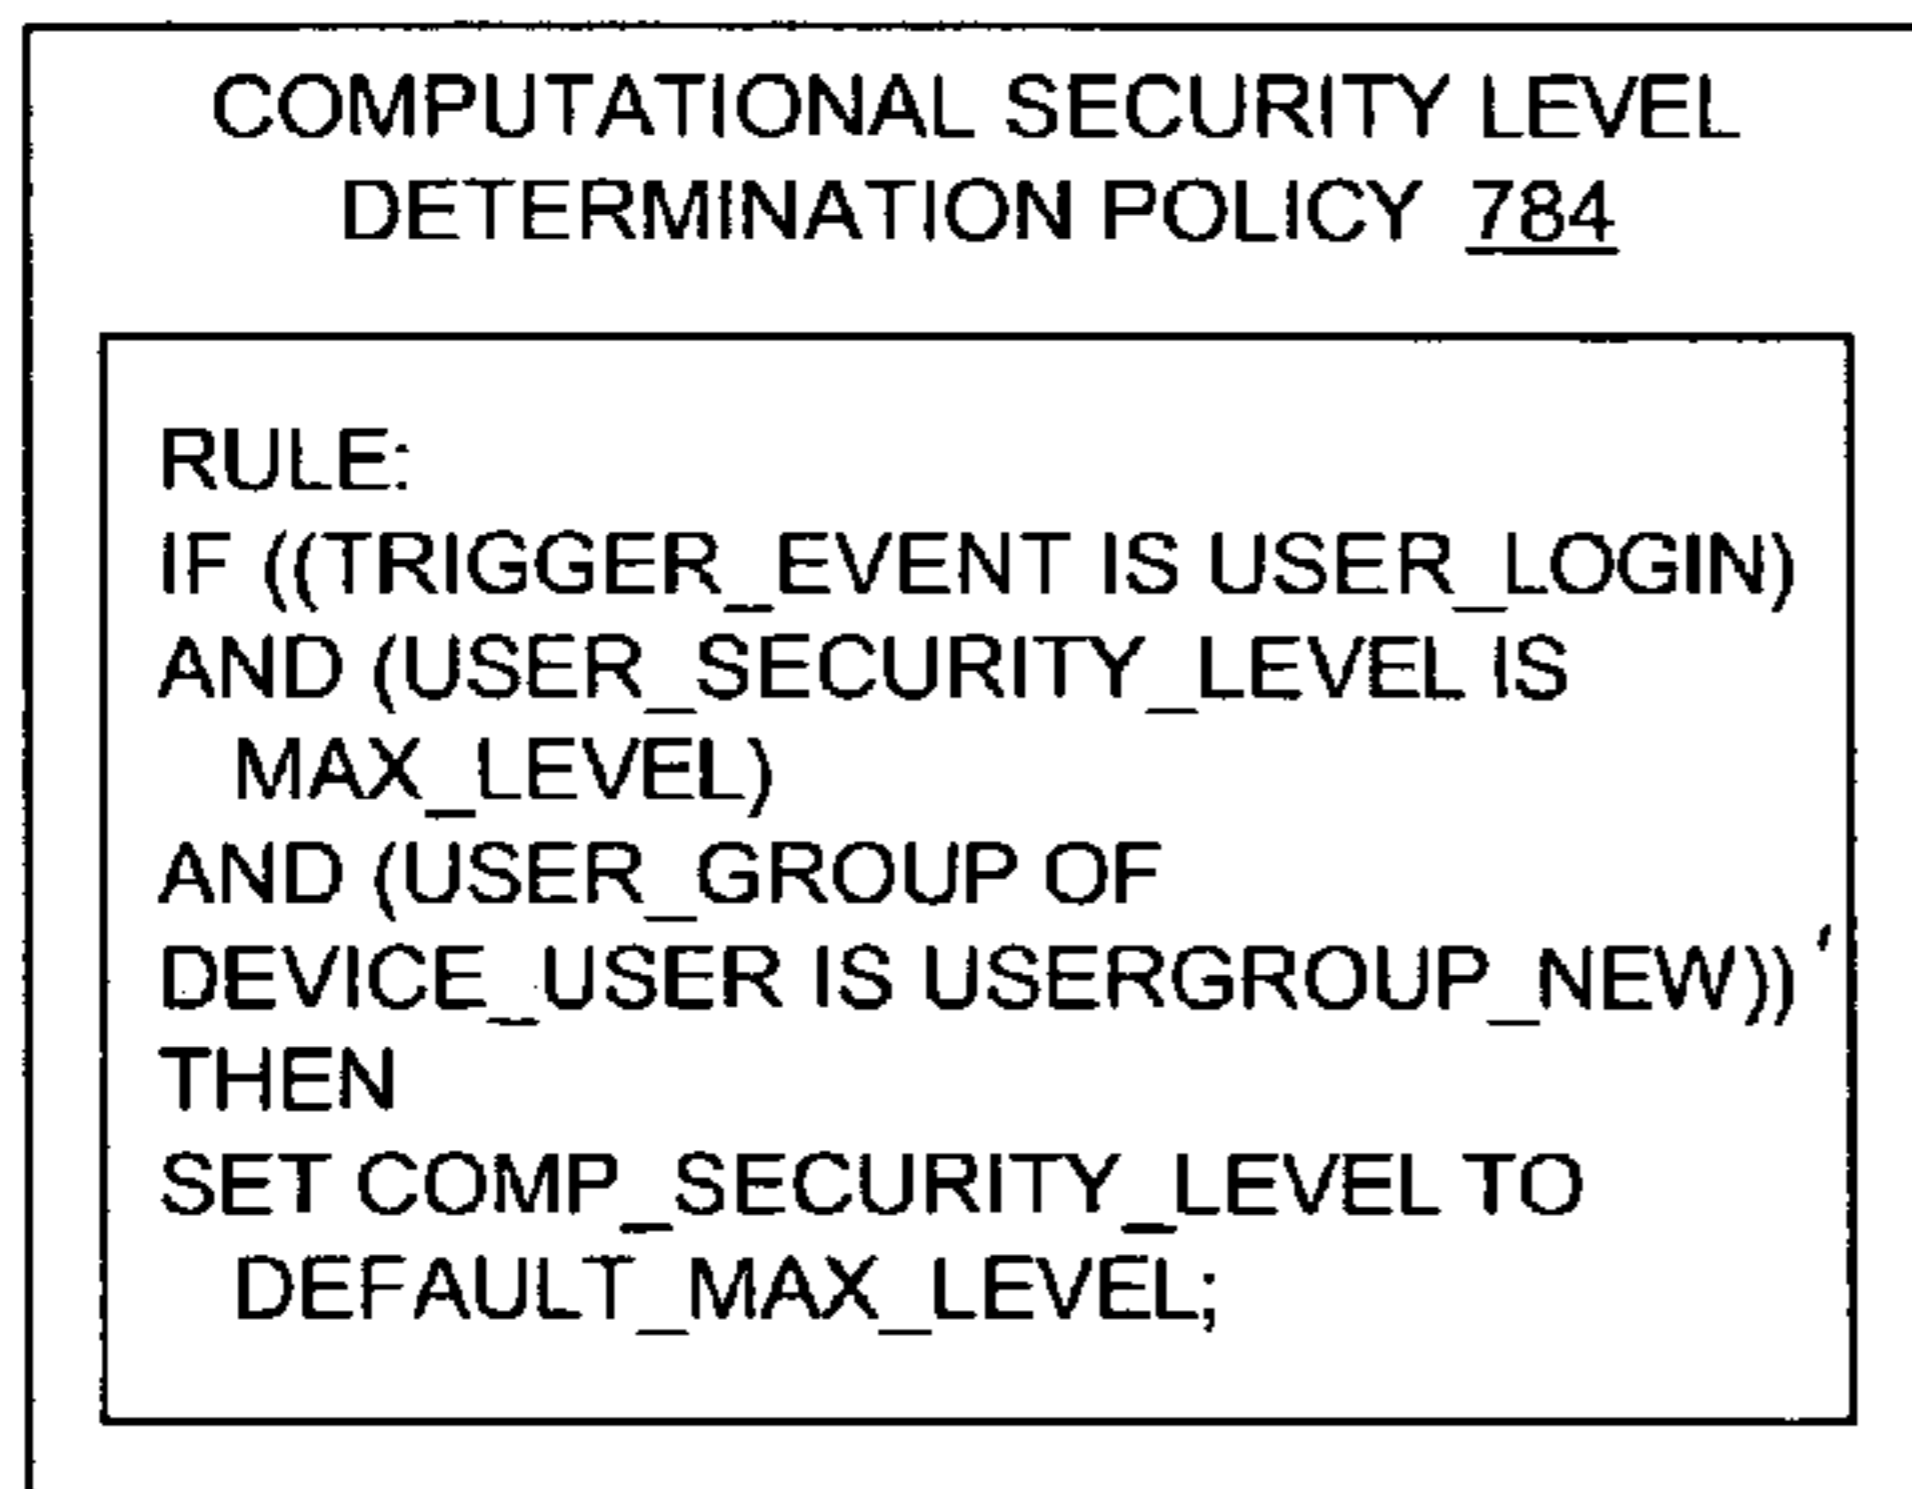 COMPUTATIONAL SECURITY LEVEL
DETERMINATION POLICY 784
RULE:
IF ((TRIGGER_EVENT IS USER_LOGIN)
AND (USER_SECURITY_LEVEL IS
MAX_LEVEL)
AND (USER_GROUP OF
DEVICE_USER IS USERGROUP_NEW))
THEN
SET COMP_SECURITY_LEVEL TO
DEFAULT_MAX_LEVEL;